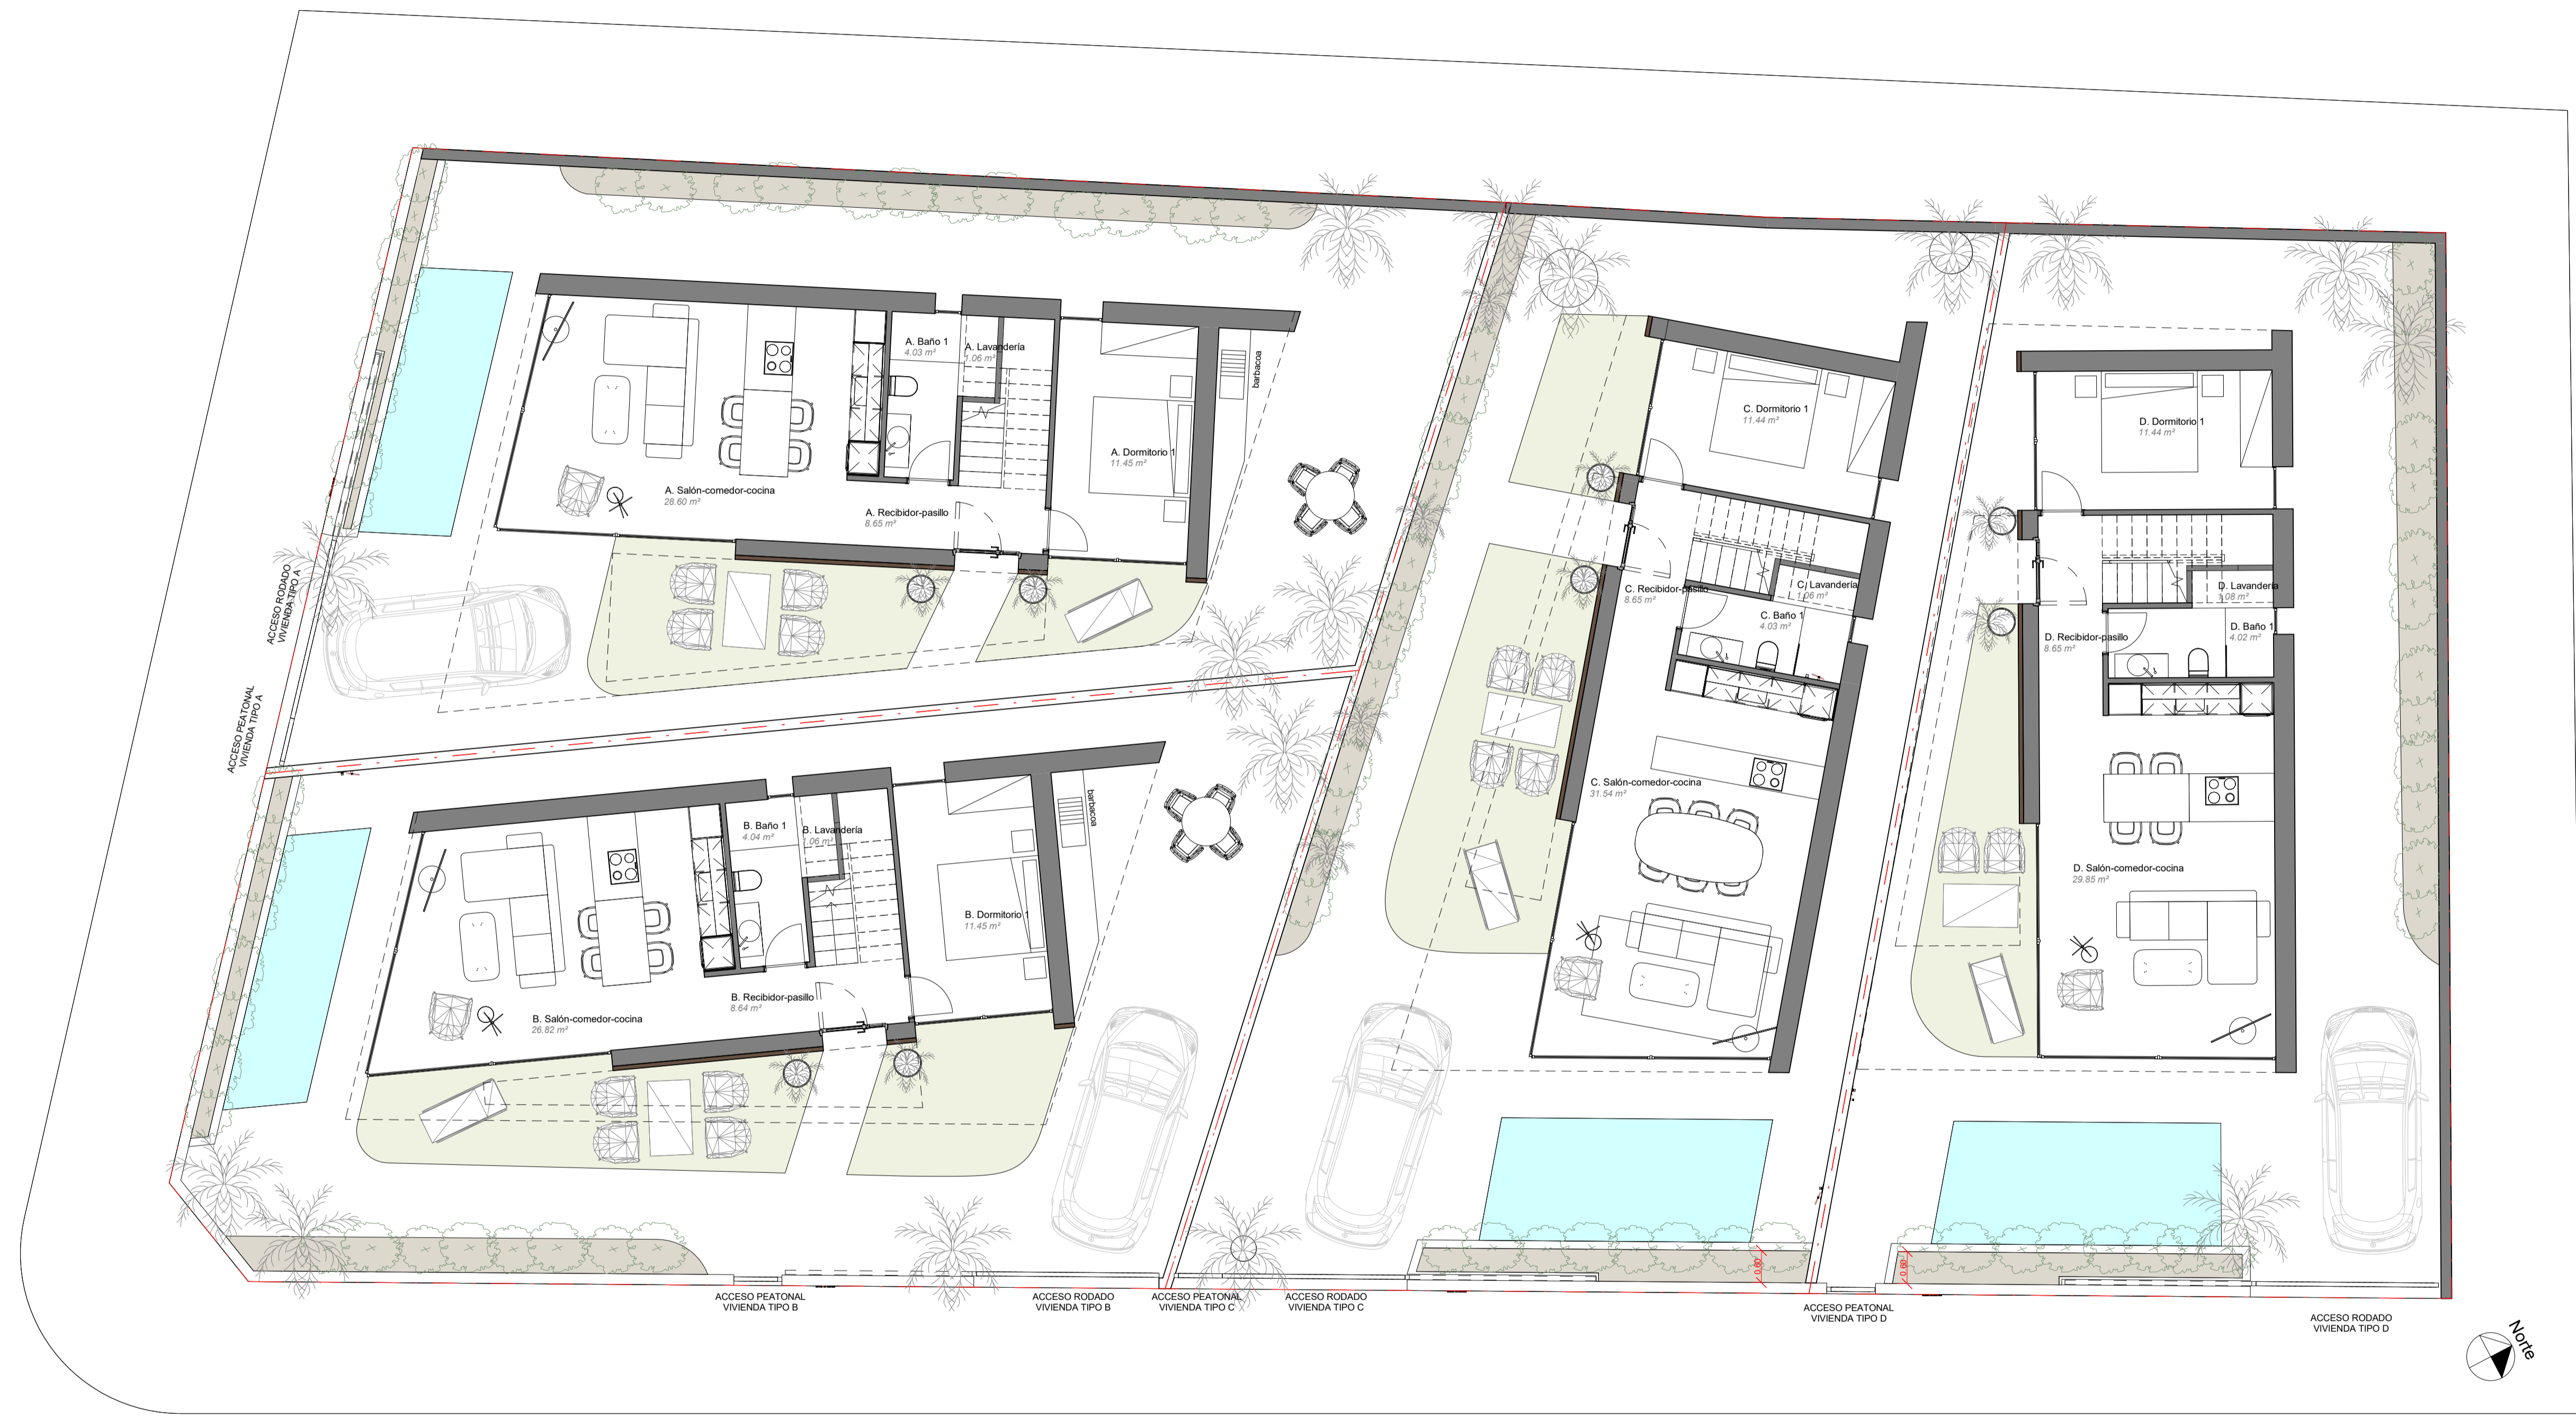 A. Baño 1
4.03 m²
A. Lavandería
1.06 m²
barbacoa
A. Dormitorio 1
11.45 m²
A. Salón-comedor-cocina
28.60 m²
A. Recibidor-pasillo
8.65 m²
ACCESO RODADO
VIVIENDA TIPO A
ACCESO PEATONAL
VIVIENDA TIPO A
B. Baño 1
4.04 m²
B. Lavandería
1.06 m²
barbacoa
B. Dormitorio 1
11.45 m²
B. Recibidor-pasillo
8.64 m²
B. Salón-comedor-cocina
26.82 m²
C. Dormitorio 1
11.44 m²
C. Recibidor-pasillo
8.65 m²
C. Lavandería
1.06 m²
C. Baño 1
4.03 m²
C. Salón-comedor-cocina
31.54 m²
D. Dormitorio 1
11.44 m²
D. Lavandería
1.08 m²
D. Recibidor-pasillo
8.65 m²
D. Baño 1
4.02 m²
D. Salón-comedor-cocina
29.85 m²
0.60
0.60
ACCESO PEATONAL
VIVIENDA TIPO B
ACCESO RODADO
VIVIENDA TIPO B
ACCESO PEATONAL
VIVIENDA TIPO C
ACCESO RODADO
VIVIENDA TIPO C
ACCESO PEATONAL
VIVIENDA TIPO D
ACCESO RODADO
VIVIENDA TIPO D
Norte